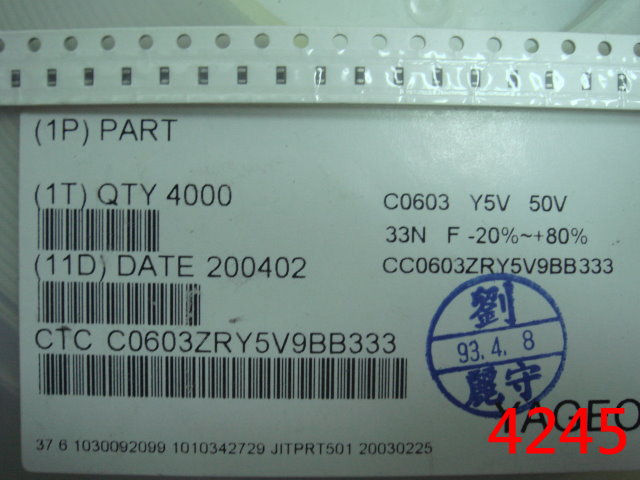 (1P) PART
(1T) QTY 4000
C0603 Y5V 50V
33N F -20%~+80%
(11D) DATE 200402
CC0603ZRY5V9BB333
CTC C0603ZRY5V9BB333
劉
93.4.8
麗守
YAGEO
4245
37 6 1030092099 1010342729 JITPRT501 20030225